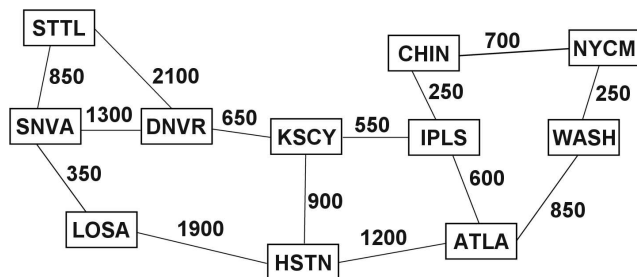 STTL
CHIN
700
NYCM
850
2100
250
250
SNVA
1300
DNVR
650
KSCY
550
IPLS
WASH
350
600
900
850
LOSA
1900
HSTN
1200
ATLA